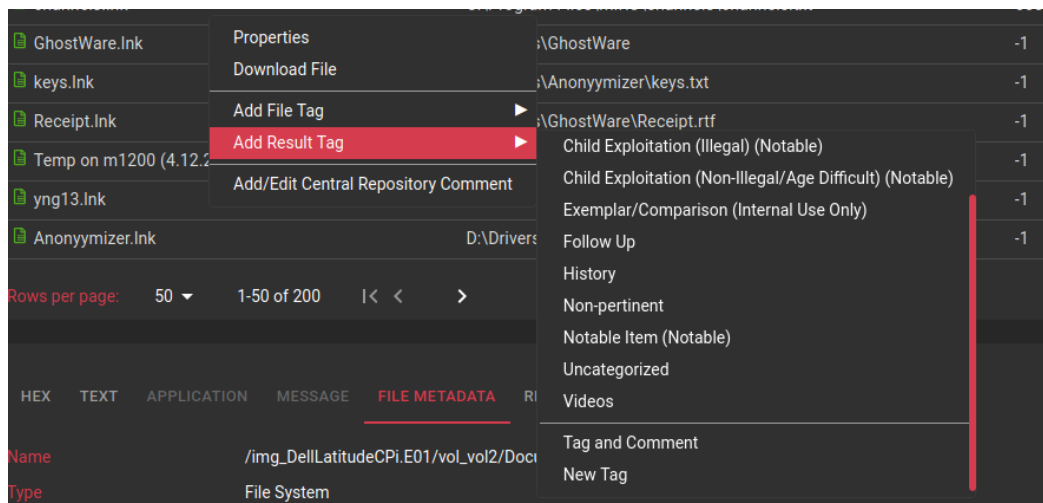 GhostWare.lnk
s\GhostWare
-1
keys.lnk
s\Anonyymizer\keys.txt
-1
Receipt.lnk
s\GhostWare\Receipt.rtf
-1
Temp on m1200 (4.12.2
-1
yng13.lnk
-1
Anonyymizer.lnk
D:\Drivers
-1
Properties
Download File
Add File Tag
Add Result Tag
Add/Edit Central Repository Comment
Child Exploitation (Illegal) (Notable)
Child Exploitation (Non-Illegal/Age Difficult) (Notable)
Exemplar/Comparison (Internal Use Only)
Follow Up
History
Non-pertinent
Notable Item (Notable)
Uncategorized
Videos
Tag and Comment
New Tag
Rows per page: 50 1-50 of 200
HEX TEXT APPLICATION MESSAGE FILE METADATA
Name /img_DellLatitudeCPi.E01/vol_vol2/Docu
Type File System